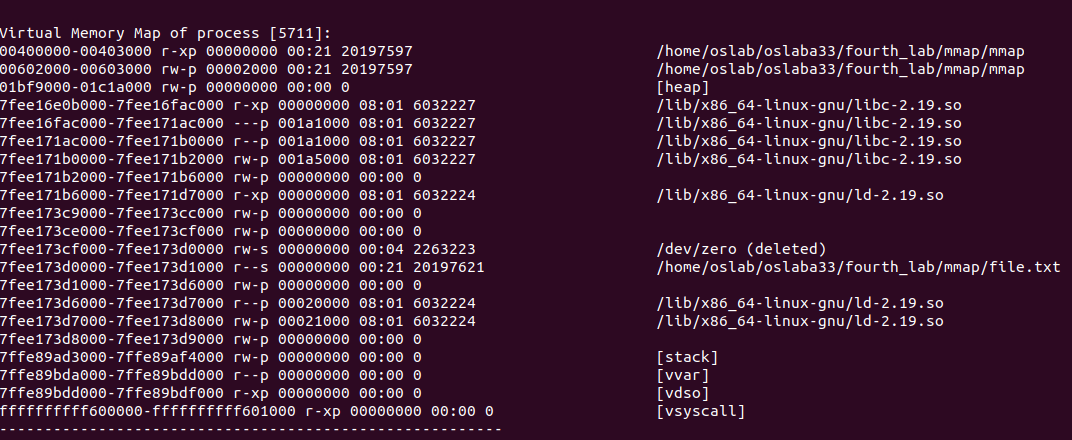 Virtual Memory Map of process [5711]:
00400000-00403000 r-xp 00000000 00:21 20197597 /home/oslab/oslaba33/fourth_lab/mmap/mmap
00602000-00603000 rw-p 00002000 00:21 20197597 /home/oslab/oslaba33/fourth_lab/mmap/mmap
01bf9000-01c1a000 rw-p 00000000 00:00 0 [heap]
7fee16e0b000-7fee16fac000 r-xp 00000000 08:01 6032227 /lib/x86_64-linux-gnu/libc-2.19.so
7fee16fac000-7fee171ac000 ---p 001a1000 08:01 6032227 /lib/x86_64-linux-gnu/libc-2.19.so
7fee171ac000-7fee171b0000 r--p 001a1000 08:01 6032227 /lib/x86_64-linux-gnu/libc-2.19.so
7fee171b0000-7fee171b2000 rw-p 001a5000 08:01 6032227 /lib/x86_64-linux-gnu/libc-2.19.so
7fee171b2000-7fee171b6000 rw-p 00000000 00:00 0
7fee171b6000-7fee171d7000 r-xp 00000000 08:01 6032224 /lib/x86_64-linux-gnu/ld-2.19.so
7fee173c9000-7fee173cc000 rw-p 00000000 00:00 0
7fee173ce000-7fee173cf000 rw-p 00000000 00:00 0
7fee173cf000-7fee173d0000 rw-s 00000000 00:04 2263223 /dev/zero (deleted)
7fee173d0000-7fee173d1000 r--s 00000000 00:21 20197621 /home/oslab/oslaba33/fourth_lab/mmap/file.txt
7fee173d1000-7fee173d6000 rw-p 00000000 00:00 0
7fee173d6000-7fee173d7000 r--p 00020000 08:01 6032224 /lib/x86_64-linux-gnu/ld-2.19.so
7fee173d7000-7fee173d8000 rw-p 00021000 08:01 6032224 /lib/x86_64-linux-gnu/ld-2.19.so
7fee173d8000-7fee173d9000 rw-p 00000000 00:00 0
7ffe89ad3000-7ffe89af4000 rw-p 00000000 00:00 0 [stack]
7ffe89bda000-7ffe89bdd000 r--p 00000000 00:00 0 [vvar]
7ffe89bdd000-7ffe89bdf000 r-xp 00000000 00:00 0 [vdso]
ffffffffff600000-ffffffffff601000 r-xp 00000000 00:00 0 [vsyscall]
-------------------------------------------------------